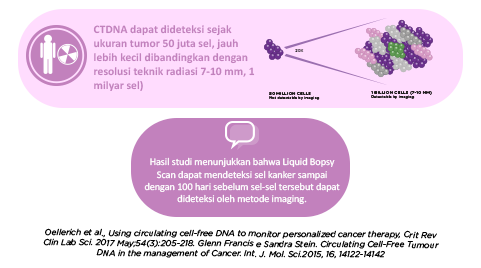 CTDNA dapat dideteksi sejak
ukuran tumor 50 juta sel, jauh
lebih kecil dibandingkan dengan
resolusi teknik radiasi 7-10 mm, 1
milyar sel)
20X
50 MILLION CELLS
Not detectable by imaging
1 BILLION CELLS (7-10 MM)
Detectable by imaging
Hasil studi menunjukkan bahwa Liquid Bopsy
Scan dapat mendeteksi sel kanker sampai
dengan 100 hari sebelum sel-sel tersebut dapat
dideteksi oleh metode imaging.
Oellerich et al., Using circulating cell-free DNA to monitor personalized cancer therapy, Crit Rev
Clin Lab Sci. 2017 May;54(3):205-218. Glenn Francis e Sandra Stein. Circulating Cell-Free Tumour
DNA in the management of Cancer. Int. J. Mol. Sci.2015, 16, 14122-14142